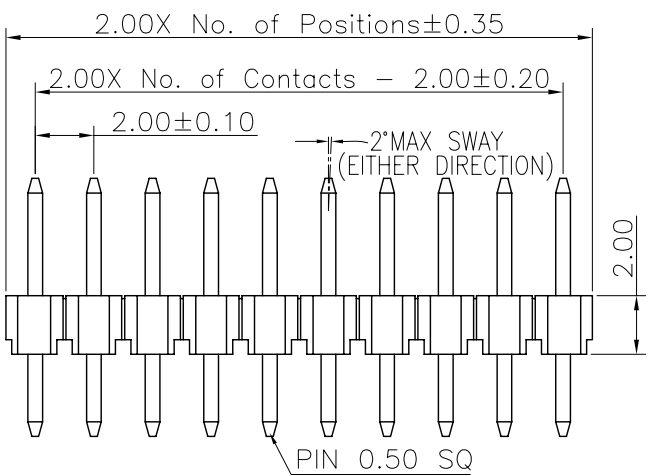 2.00X No. of Positions±0.35
2.00X No. of Contacts - 2.00±0.20
2.00±0.10
2°MAX SWAY
(EITHER DIRECTION)
2.00
PIN 0.50 SQ